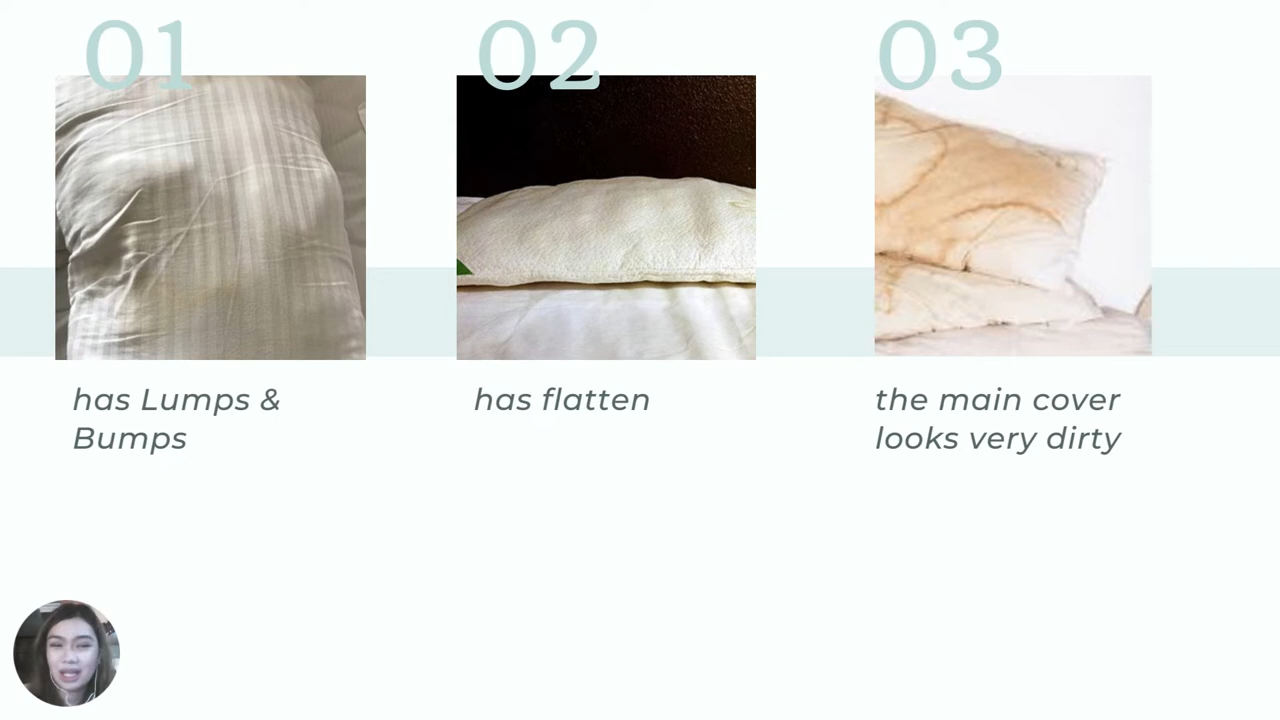 01
02
03
has Lumps &
Bumps
has flatten
the main cover
looks very dirty